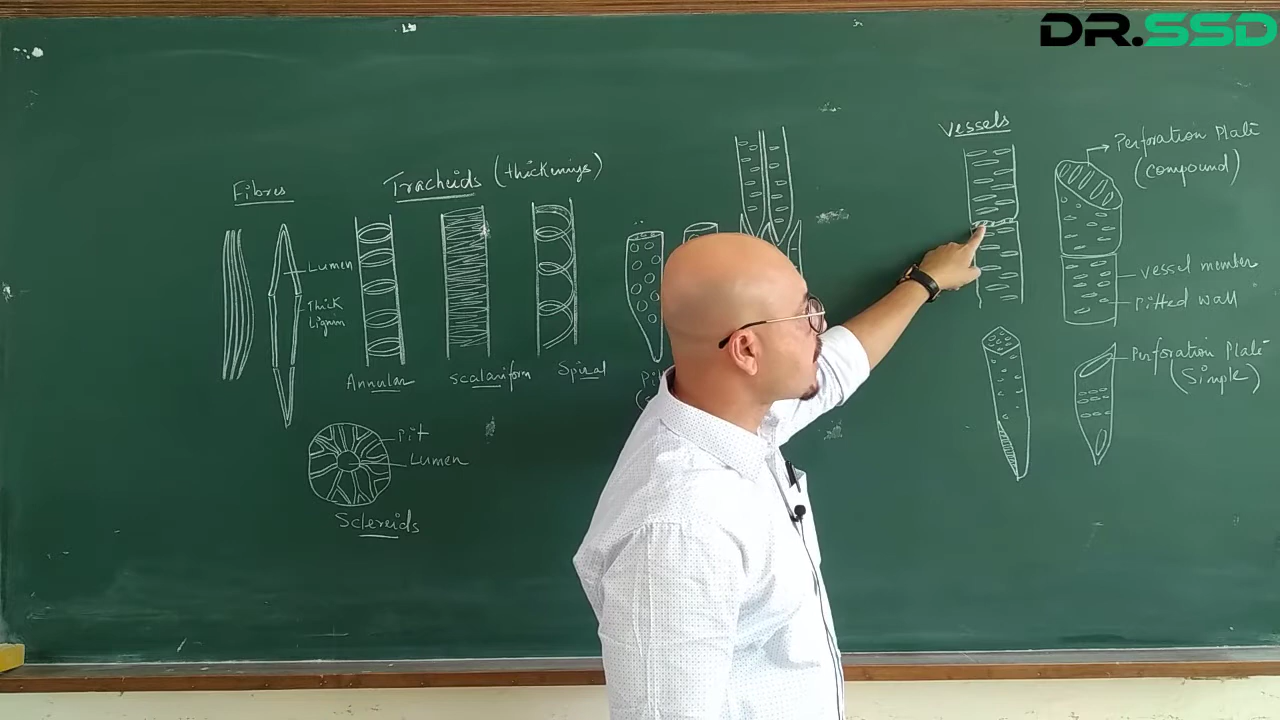 DR.SSD
Vessels
Perforation Plate
(compound)
Tracheids (thickenings)
Fibres
Lumen
Thick
Lignin
Vessel member
Pitted wall
Annular
Scalariform
Spiral
Perforation Plate
(Simple)
Pit
Lumen
Sclereids